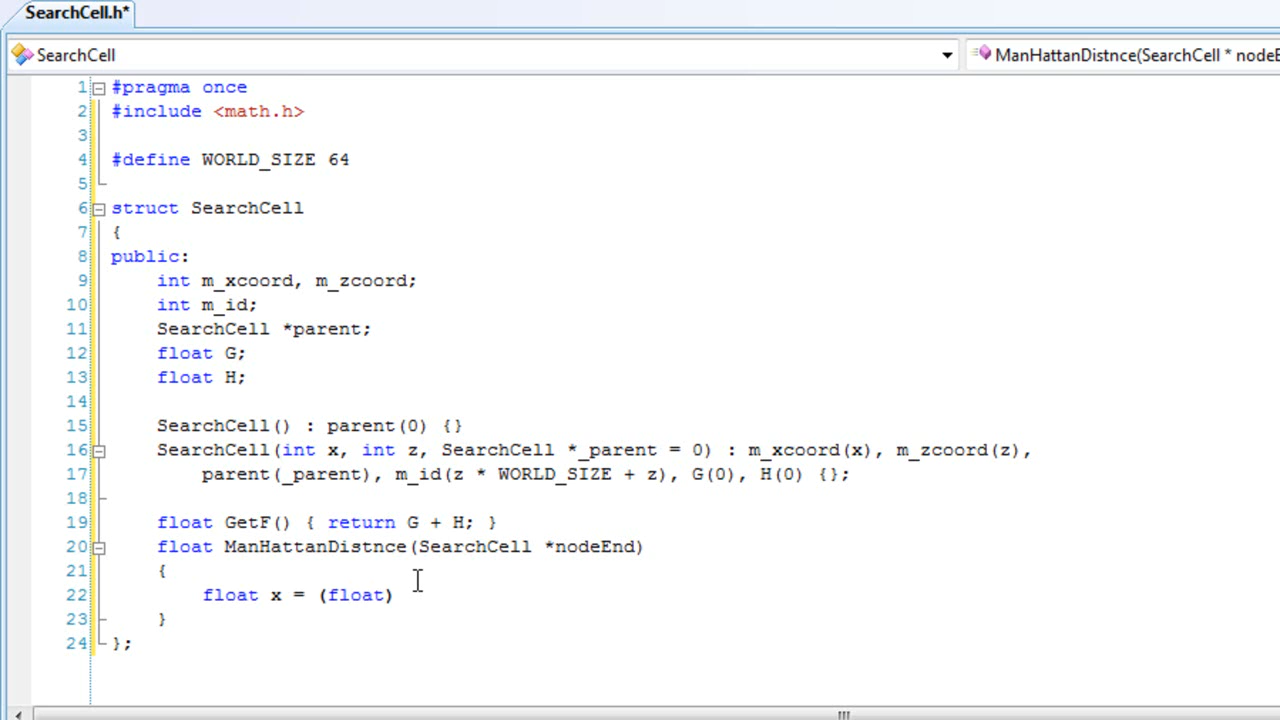 SearchCell.h*
SearchCell
ManHattanDistnce(SearchCell * nodeE
1 #pragma once
2 #include <math.h>
3
4 #define WORLD_SIZE 64
5
6 struct SearchCell
7 {
8 public:
9 int m_xcoord, m_zcoord;
10 int m_id;
11 SearchCell *parent;
12 float G;
13 float H;
14
15 SearchCell() : parent(0) {}
16 SearchCell(int x, int z, SearchCell *_parent = 0) : m_xcoord(x), m_zcoord(z),
17 parent(_parent), m_id(z * WORLD_SIZE + z), G(0), H(0) {};
18
19 float GetF() { return G + H; }
20 float ManHattanDistnce(SearchCell *nodeEnd)
21 {
22 float x = (float)
23 }
24 };